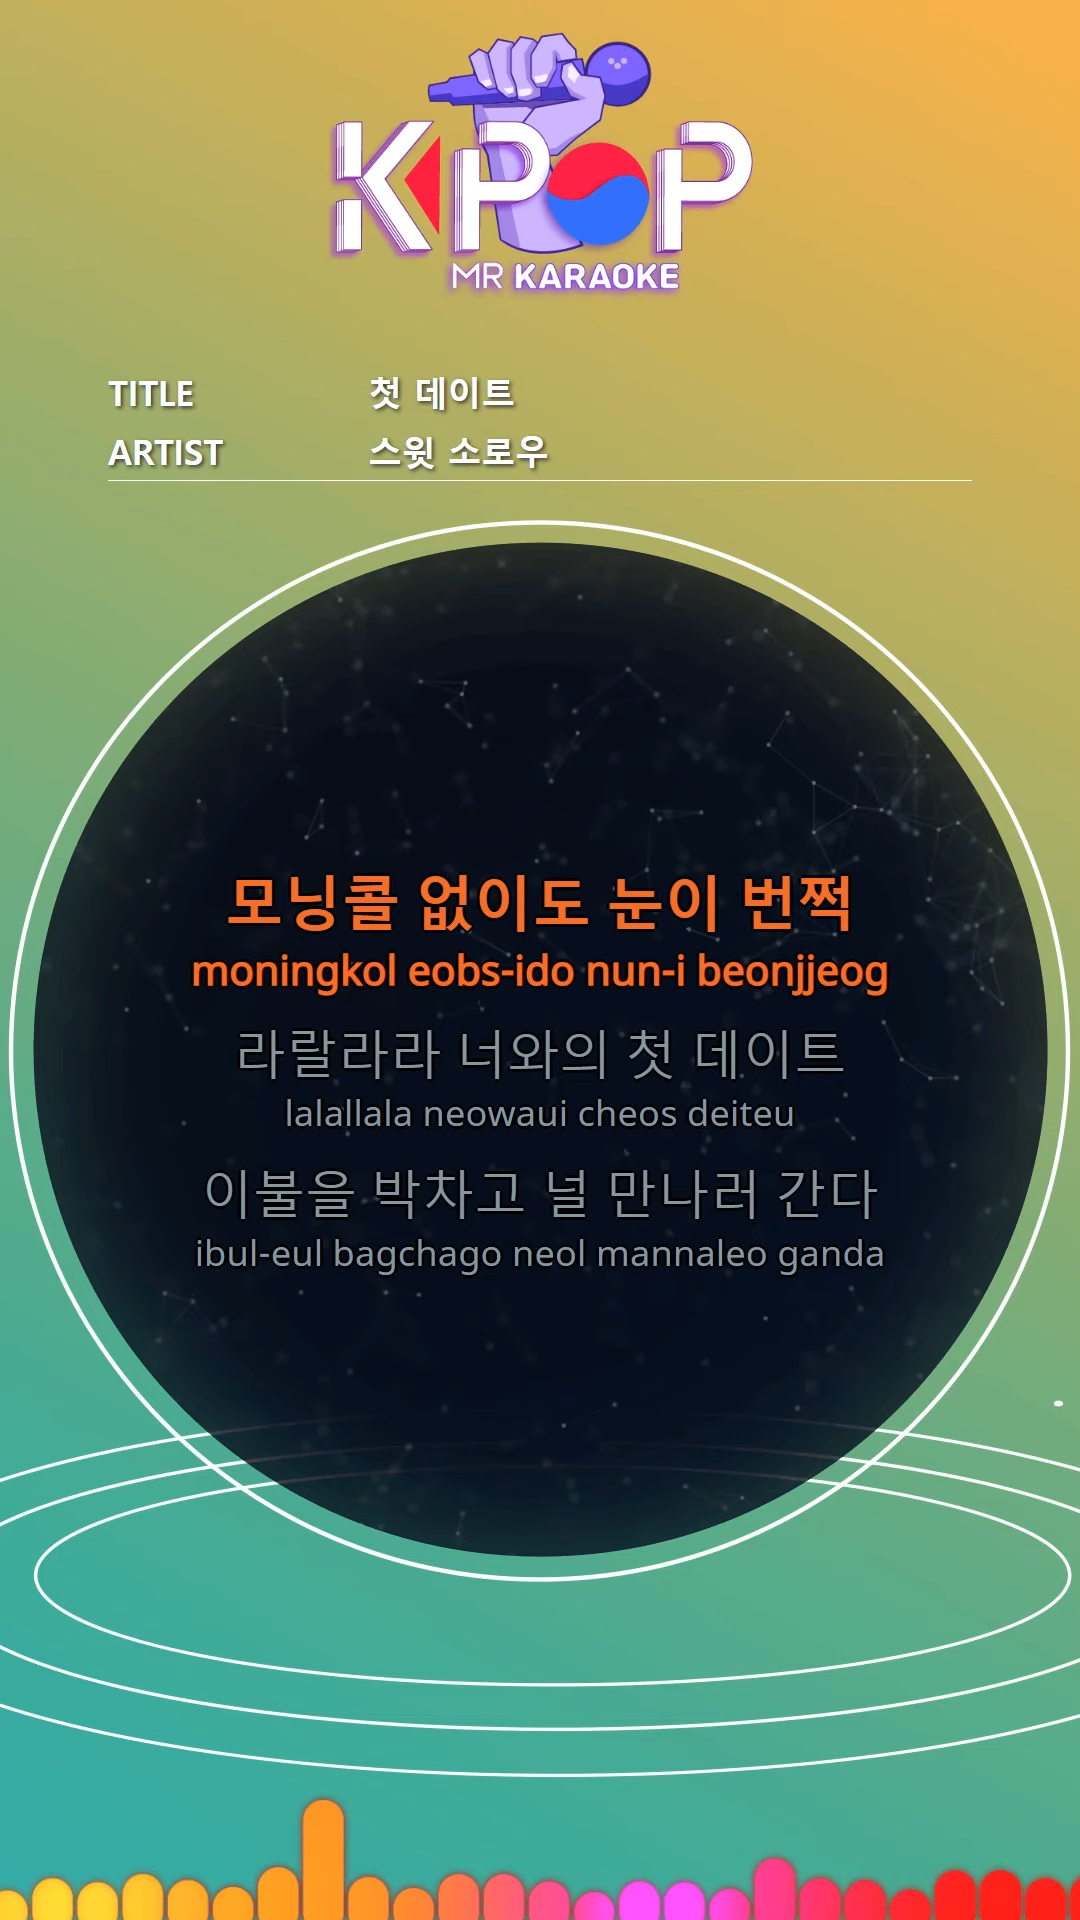 KPOP
MR KARAOKE
TITLE 첫 데이트
ARTIST 스윗 소로우
모닝콜 없이도 눈이 번쩍
moningkol eobs-ido nun-i beonjjeog
라랄라라 너와의 첫 데이트
lalallala neowaui cheos deiteu
이불을 박차고 널 만나러 간다
ibul-eul bagchago neol mannaleo ganda